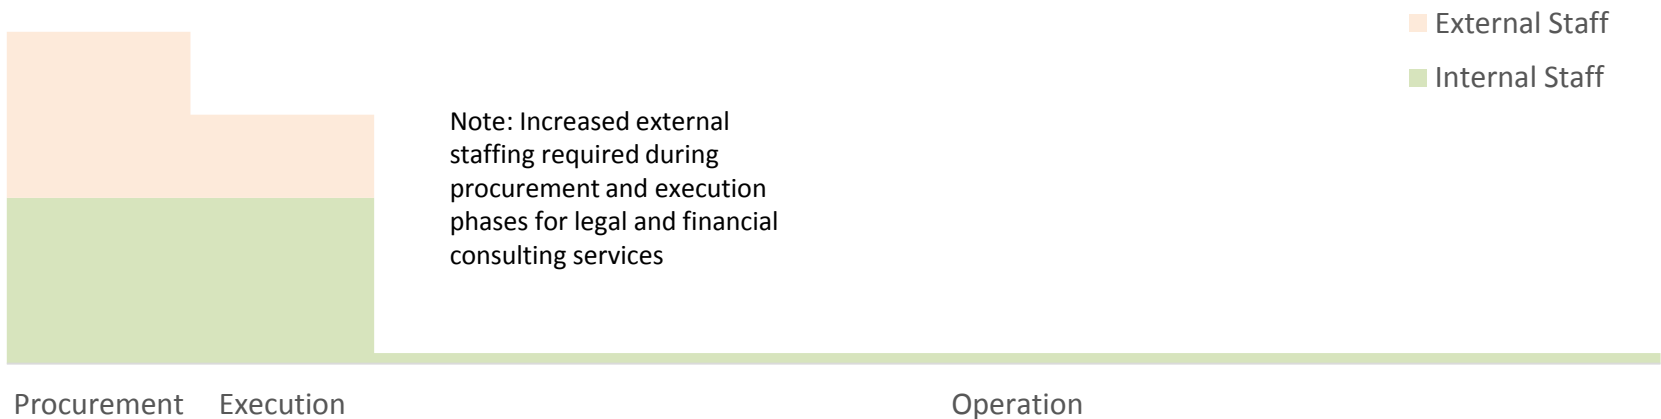 External Staff
Internal Staff
Note: Increased external
staffing required during
procurement and execution
phases for legal and financial
consulting services
Procurement Execution Operation